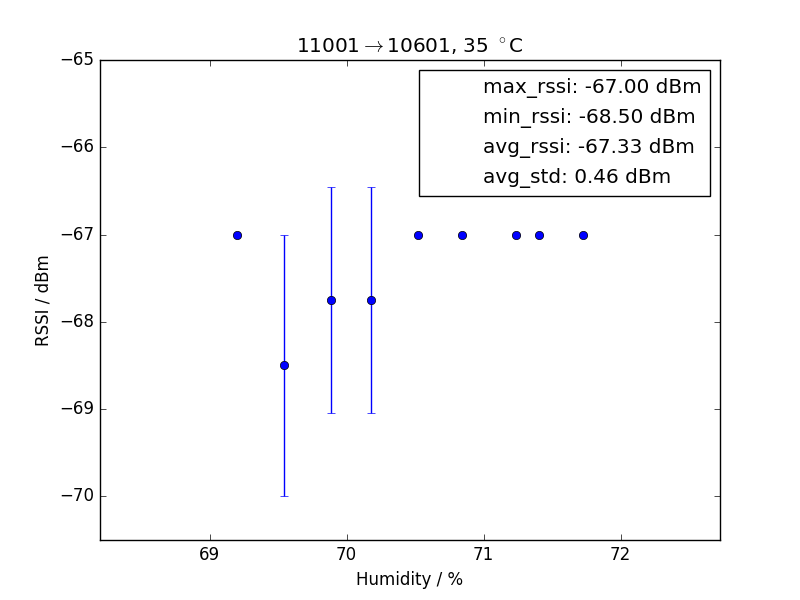 11001→10601, 35 °C
max_rssi: -67.00 dBm
min_rssi: -68.50 dBm
avg_rssi: -67.33 dBm
avg_std: 0.46 dBm
RSSI / dBm
−65
−66
−67
−68
−69
−70
69 70 71 72
Humidity / %